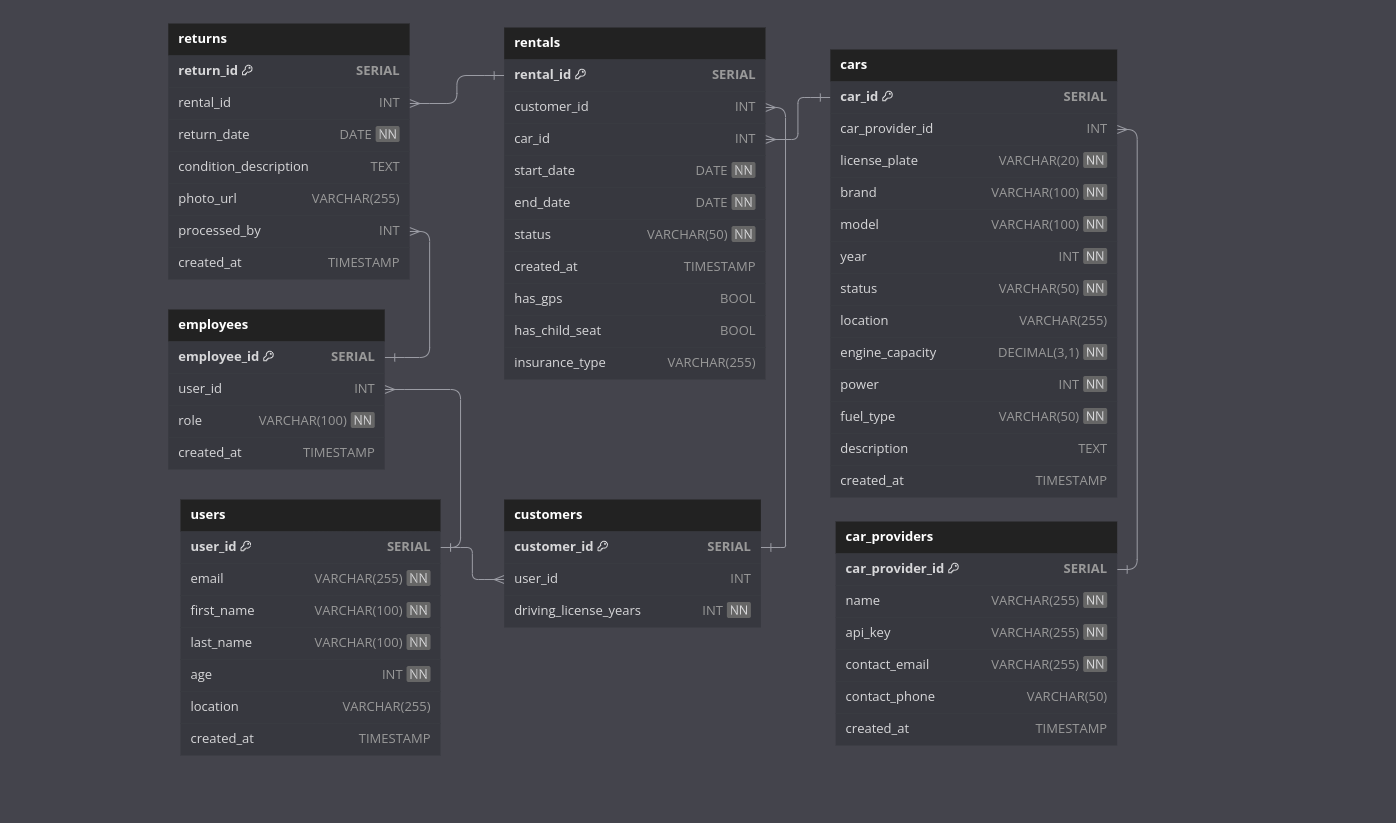 returns
return_id SERIAL
rental_id INT
return_date DATE NN
condition_description TEXT
photo_url VARCHAR(255)
processed_by INT
created_at TIMESTAMP
employees
employee_id SERIAL
user_id INT
role VARCHAR(100) NN
created_at TIMESTAMP
users
user_id SERIAL
email VARCHAR(255) NN
first_name VARCHAR(100) NN
last_name VARCHAR(100) NN
age INT NN
location VARCHAR(255)
created_at TIMESTAMP
rentals
rental_id SERIAL
customer_id INT
car_id INT
start_date DATE NN
end_date DATE NN
status VARCHAR(50) NN
created_at TIMESTAMP
has_gps BOOL
has_child_seat BOOL
insurance_type VARCHAR(255)
customers
customer_id SERIAL
user_id INT
driving_license_years INT NN
cars
car_id SERIAL
car_provider_id INT
license_plate VARCHAR(20) NN
brand VARCHAR(100) NN
model VARCHAR(100) NN
year INT NN
status VARCHAR(50) NN
location VARCHAR(255)
engine_capacity DECIMAL(3,1) NN
power INT NN
fuel_type VARCHAR(50) NN
description TEXT
created_at TIMESTAMP
car_providers
car_provider_id SERIAL
name VARCHAR(255) NN
api_key VARCHAR(255) NN
contact_email VARCHAR(255) NN
contact_phone VARCHAR(50)
created_at TIMESTAMP